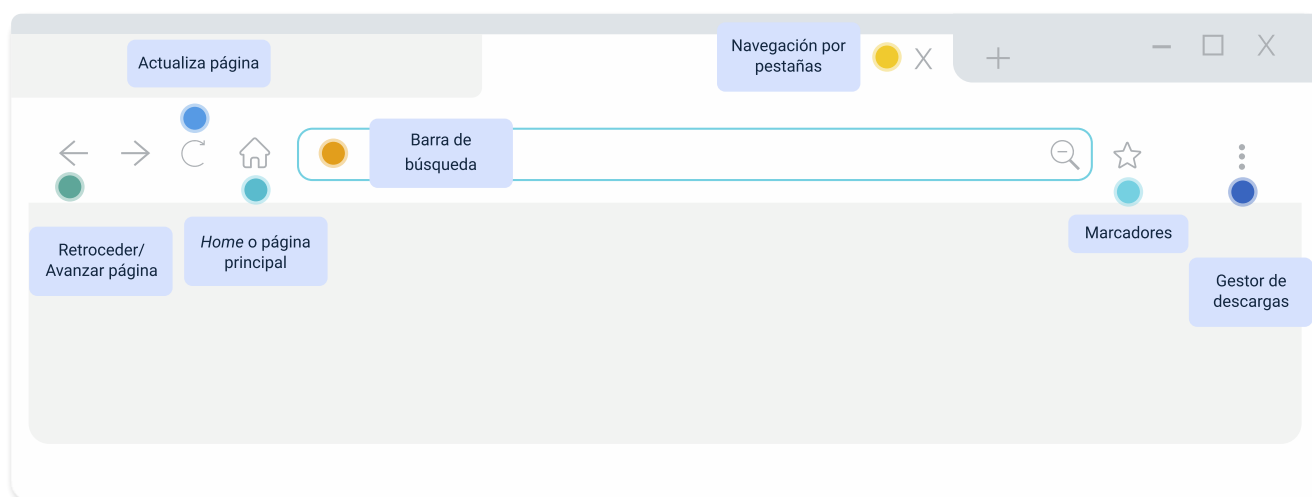 Actualiza página
Navegación por
pestañas
Barra de
búsqueda
Retroceder/
Avanzar página
Home o página
principal
Marcadores
Gestor de
descargas